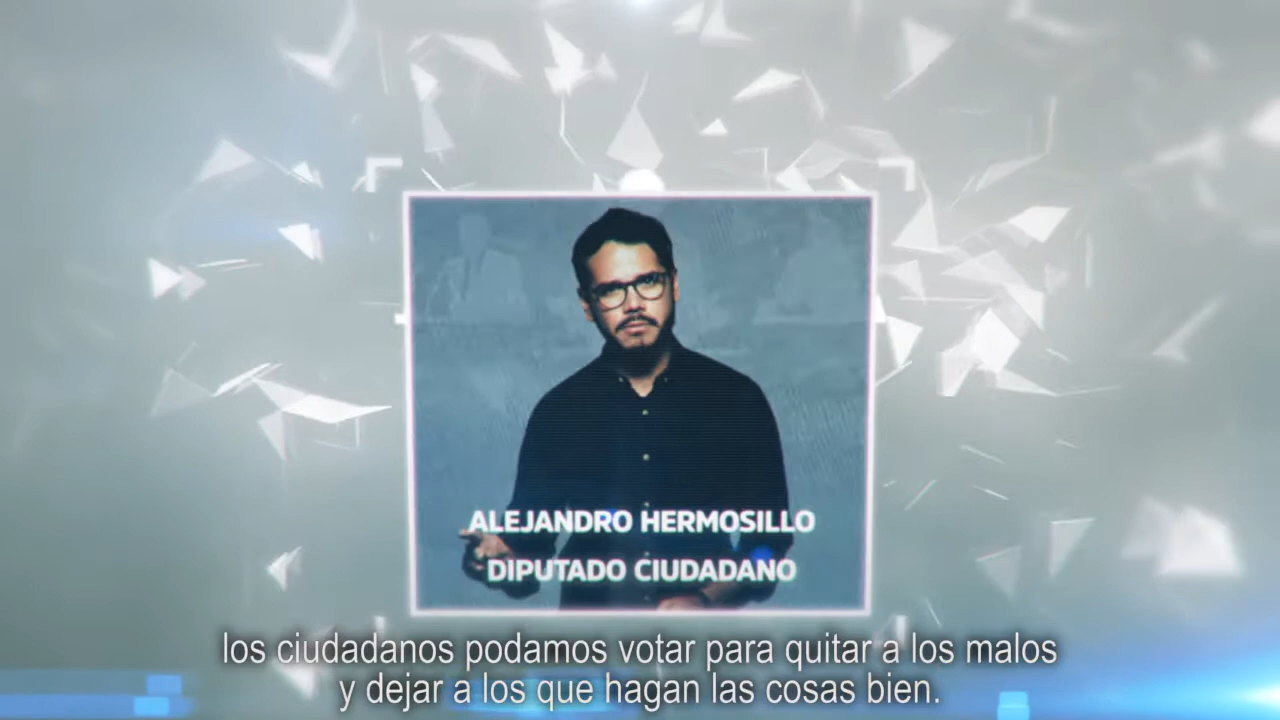 ALEJANDRO HERMOSILLO
DIPUTADO CIUDADANO
los ciudadanos podamos votar para quitar a los malos
y dejar a los que hagan las cosas bien.